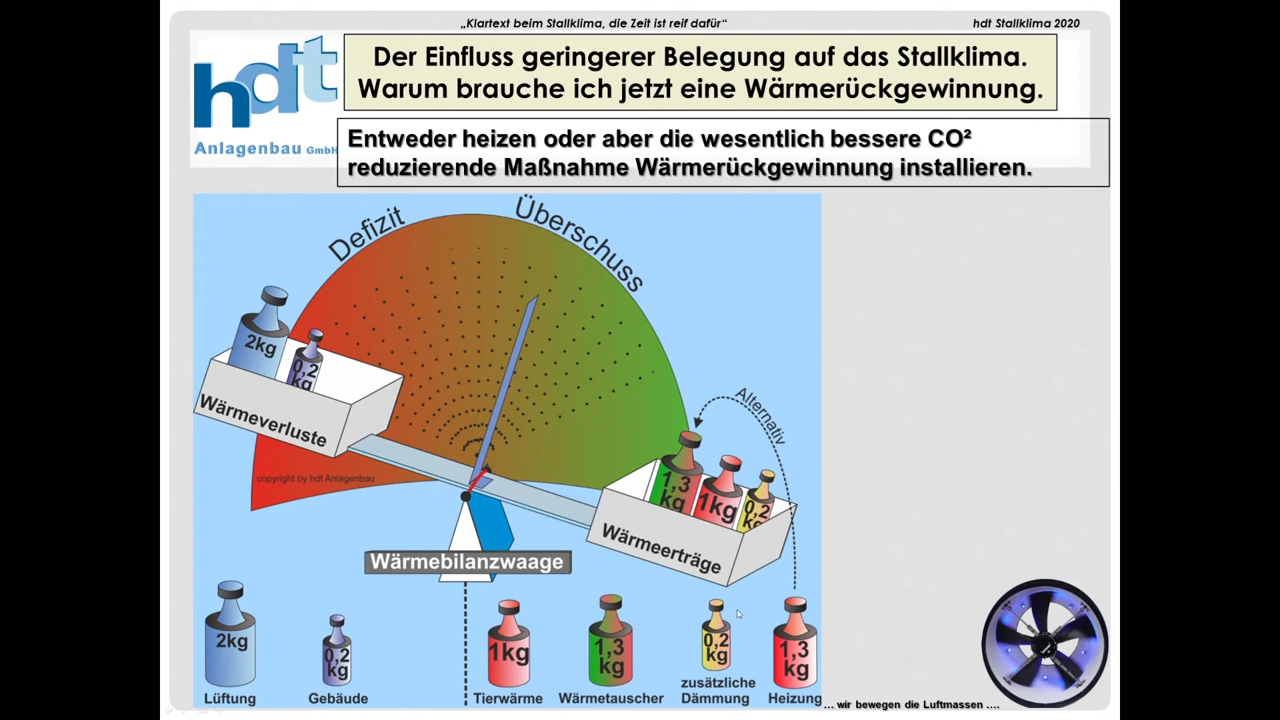 „Klartext beim Stallklima, die Zeit ist reif dafür“
hdt Stallklima 2020
hdt
Anlagenbau GmbH
Der Einfluss geringerer Belegung auf das Stallklima.
Warum brauche ich jetzt eine Wärmerückgewinnung.
Entweder heizen oder aber die wesentlich bessere CO²
reduzierende Maßnahme Wärmerückgewinnung installieren.
Defizit
Überschuss
2kg
0,2
kg
Wärmeverluste
Alternativ
1,3
kg
1kg
0,2
kg
Wärmeerträge
copyright by hdt Anlagenbau
Wärmebilanzwaage
2kg
Lüftung
0,2
kg
Gebäude
1kg
Tierwärme
1,3
kg
Wärmetauscher
0,2
kg
zusätzliche
Dämmung
1,3
kg
Heizung
... wir bewegen die Luftmassen ....